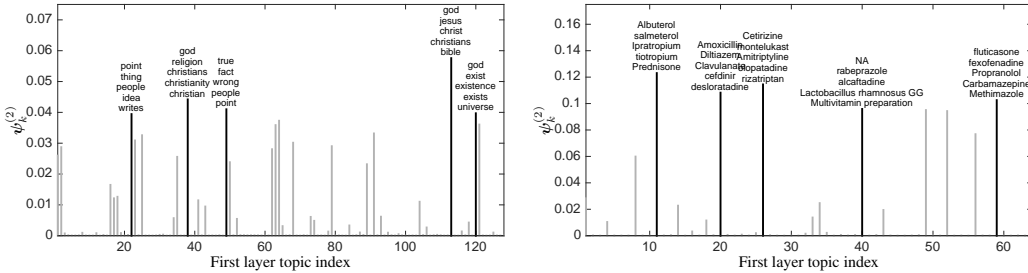 0.07
0.06
0.05
0.04
0.03
0.02
0.01
0
ψk(2)
point
thing
people
idea
writes
god
religion
christians
christianity
christian
true
fact
wrong
people
point
god
jesus
christ
christians
bible
god
exist
existence
exists
universe
20 40 60 80 100 120
First layer topic index
0.16
0.14
0.12
0.1
0.08
0.06
0.04
0.02
0
ψk(2)
Albuterol
salmeterol
Ipratropium
tiotropium
Prednisone
Amoxicillin
Diltiazem
Clavulanate
cefdinir
desloratadine
Cetirizine
montelukast
Amitriptyline
olopatadine
rizatriptan
NA
rabeprazole
alcaftadine
Lactobacillus rhamnosus GG
Multivitamin preparation
fluticasone
fexofenadine
Propranolol
Carbamazepine
Methimazole
10 20 30 40 50 60
First layer topic index